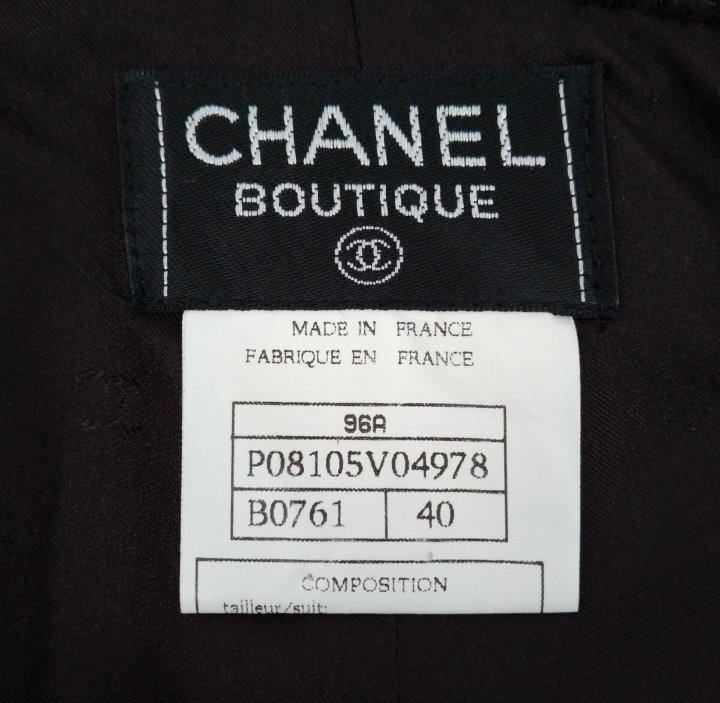 CHANEL
BOUTIQUE
MADE IN FRANCE
FABRIQUE EN FRANCE
96A
P08105V04978
B0761 40
COMPOSITION
tailleur/suit: